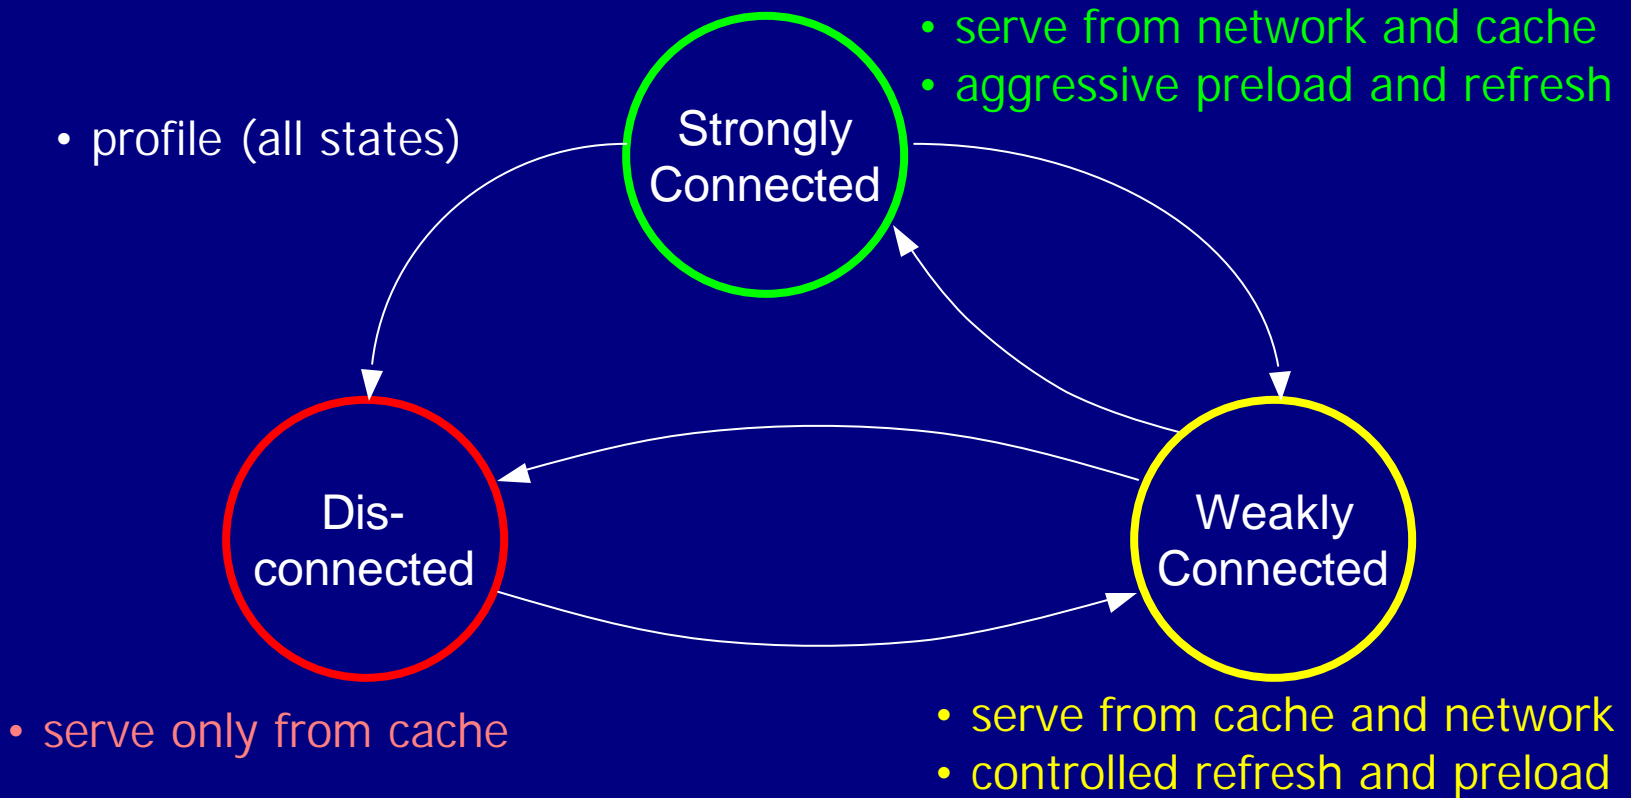 • serve from network and cache
• aggressive preload and refresh
• profile (all states)
Strongly
Connected
Dis-
connected
Weakly
Connected
• serve only from cache
• serve from cache and network
• controlled refresh and preload